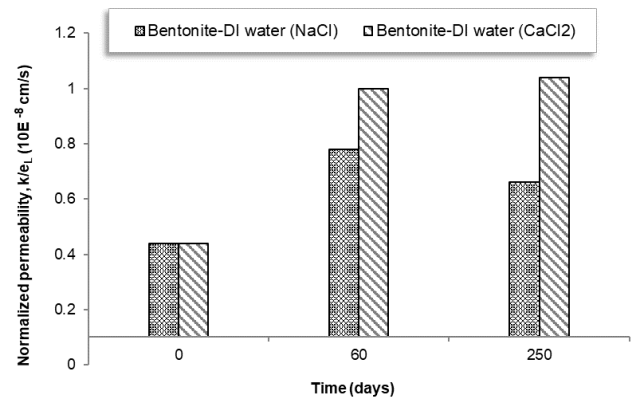 Bentonite-DI water (NaCl) Bentonite-DI water (CaCl2)
Normalized permeability, k/eL (10E -8 cm/s)
1.2
1
0.8
0.6
0.4
0.2
0
0 60 250
Time (days)